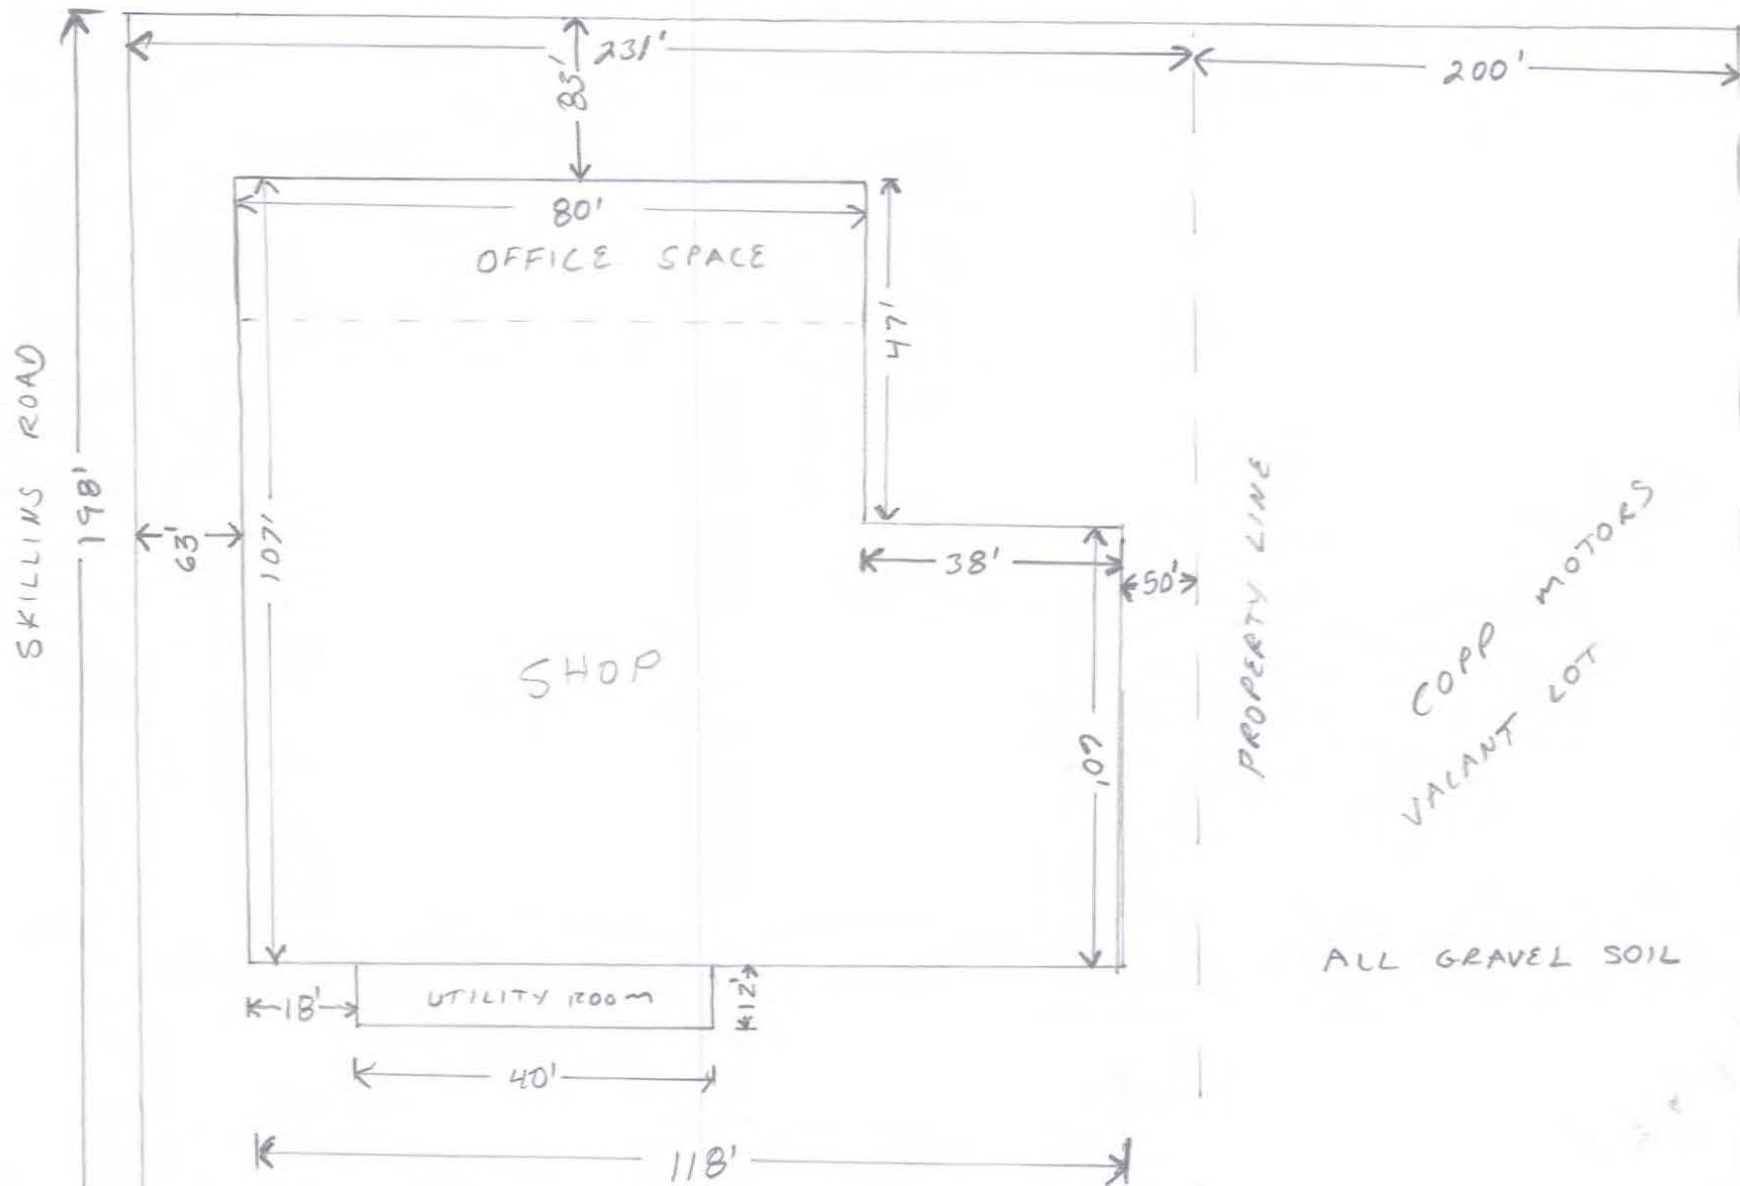 231'
200'
83'
80'
OFFICE SPACE
47'
SKILLINS ROAD
198'
63'
107'
38'
50'
PROPERTY LINE
COPP MOTORS
VACANT LOT
SHOP
60'
ALL GRAVEL SOIL
18'
UTILITY ROOM
12'
40'
118'